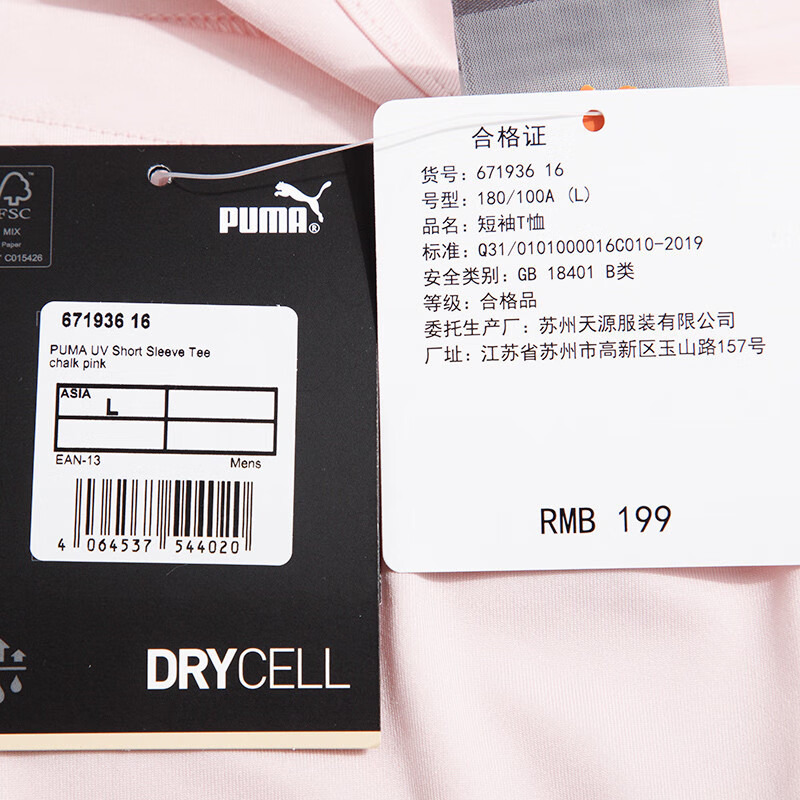 FSC
MIX
Paper
C015426
PUMA®
671936 16
PUMA UV Short Sleeve Tee
chalk pink
ASIA
L
EAN-13 Mens
4 064537 544020
DRYCELL
合格证
货号: 671936 16
号型: 180/100A (L)
品名: 短袖T恤
标准: Q31/0101000016C010-2019
安全类别: GB 18401 B类
等级: 合格品
委托生产厂: 苏州天源服装有限公司
厂址: 江苏省苏州市高新区玉山路157号
RMB 199